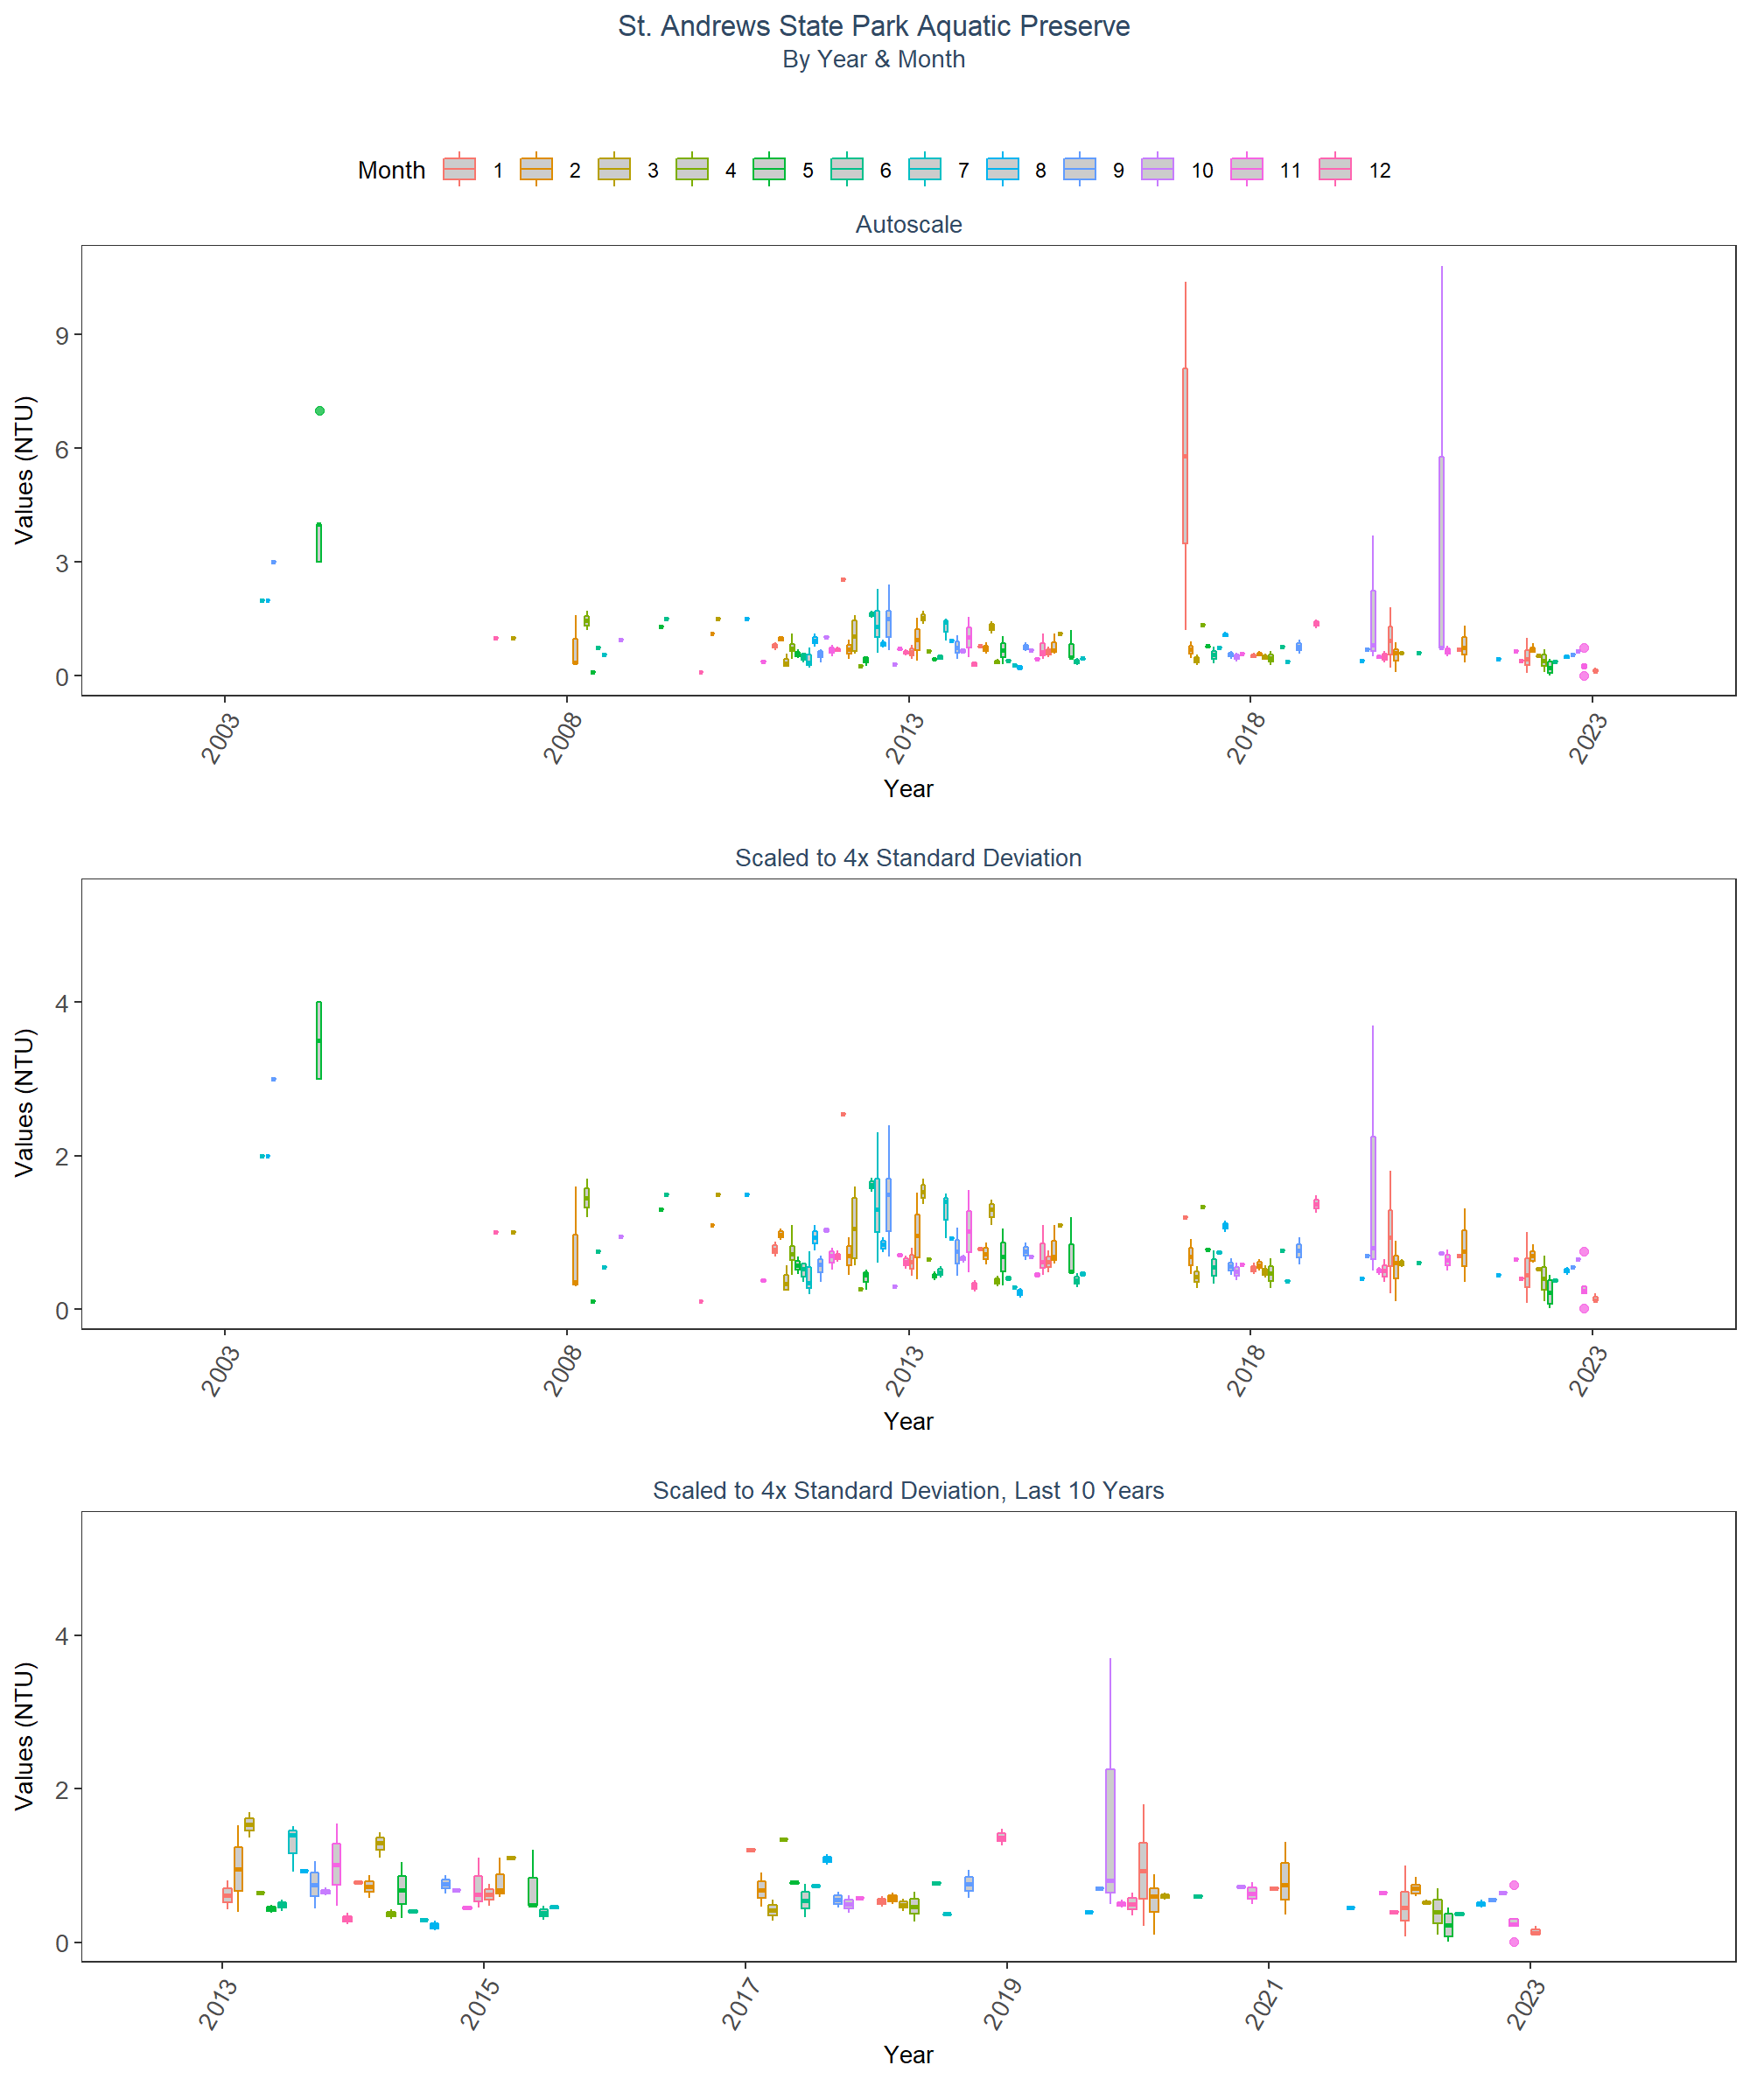 St. Andrews State Park Aquatic Preserve
By Year & Month
Month 1 2 3 4 5 6 7 8 9 10 11 12
Autoscale
Values (NTU)
9
6
3
0
2003 2008 2013 2018 2023
Year
Scaled to 4x Standard Deviation
Values (NTU)
4
2
0
2003 2008 2013 2018 2023
Year
Scaled to 4x Standard Deviation, Last 10 Years
Values (NTU)
4
2
0
2013 2015 2017 2019 2021 2023
Year